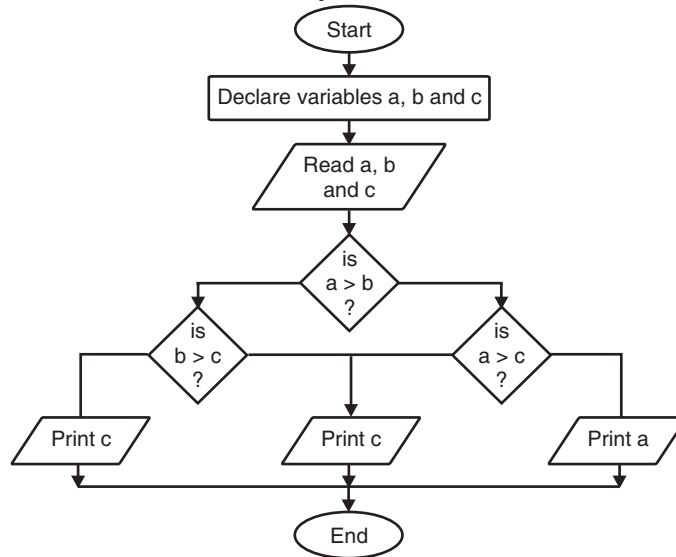 Start
Declare variables a, b and c
Read a, b
and c
is
a > b
?
is
b > c
?
is
a > c
?
Print c
Print c
Print a
End